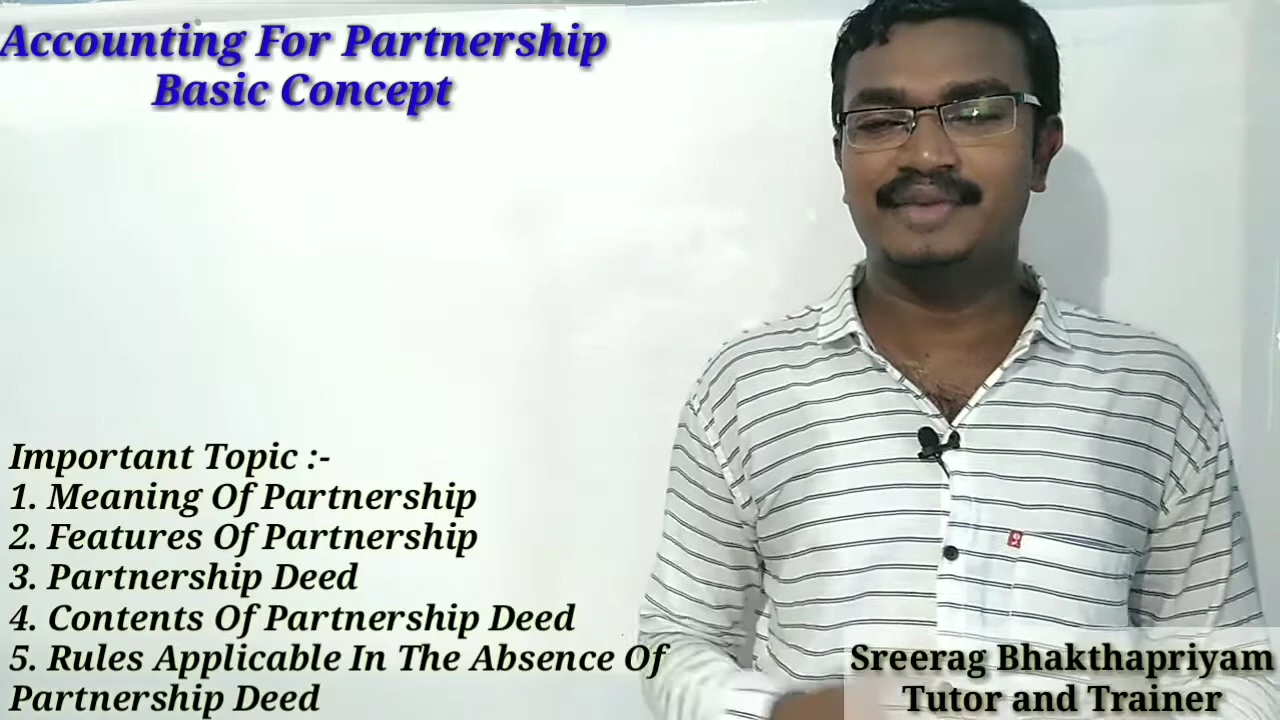 Accounting For Partnership
Basic Concept
Important Topic :-
1. Meaning Of Partnership
2. Features Of Partnership
3. Partnership Deed
4. Contents Of Partnership Deed
5. Rules Applicable In The Absence Of
Partnership Deed
Sreerag Bhakthapriyam
Tutor and Trainer